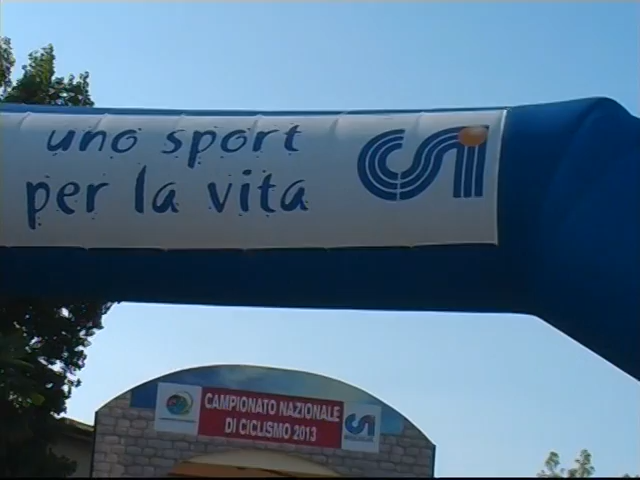 uno sport
per la vita
CSi
CAMPIONATO NAZIONALE
DI CICLISMO 2013
CSi